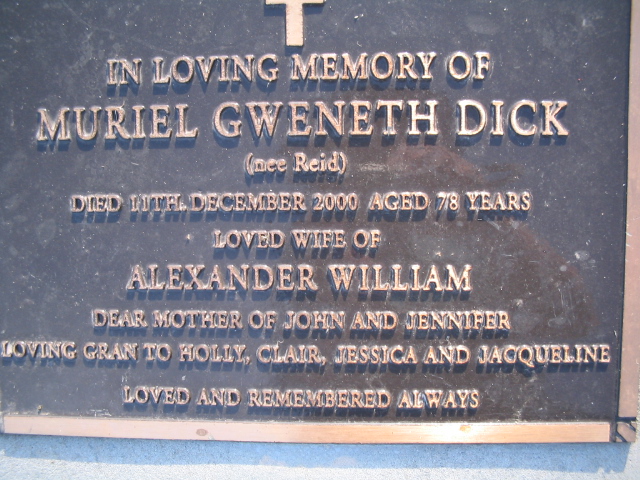 IN LOVING MEMORY OF
MURIEL GWENETH DICK
(nee Reid)
DIED 11TH. DECEMBER 2000 AGED 78 YEARS
LOVED WIFE OF
ALEXANDER WILLIAM
DEAR MOTHER OF JOHN AND JENNIFER
LOVING GRAN TO HOLLY, CLAIR, JESSICA AND JACQUELINE
LOVED AND REMEMBERED ALWAYS